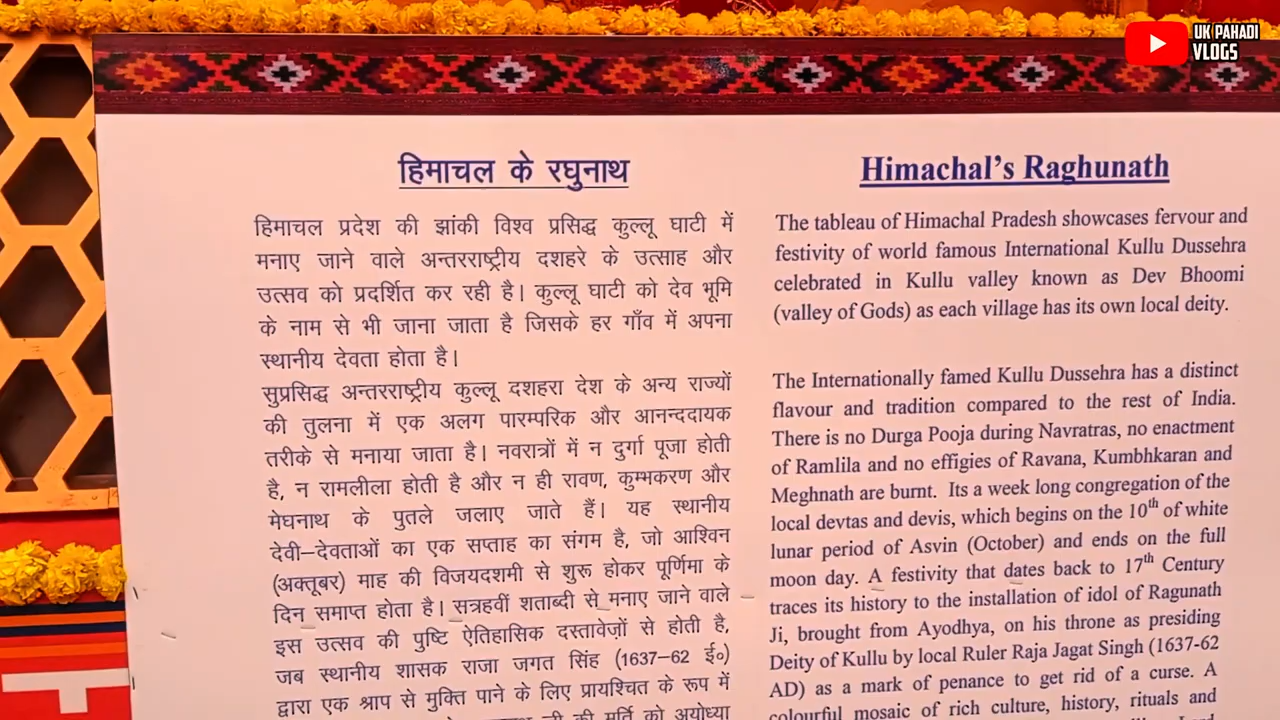 UK PAHADI
VLOGS
हिमाचल के रघुनाथ
हिमाचल प्रदेश की झांकी विश्व प्रसिद्ध कुल्लू घाटी में
मनाए जाने वाले अन्तरराष्ट्रीय दशहरे के उत्साह और
उत्सव को प्रदर्शित कर रही है। कुल्लू घाटी को देव भूमि
के नाम से भी जाना जाता है जिसके हर गाँव में अपना
स्थानीय देवता होता है।
सुप्रसिद्ध अन्तरराष्ट्रीय कुल्लू दशहरा देश के अन्य राज्यों
की तुलना में एक अलग पारम्परिक और आनन्ददायक
तरीके से मनाया जाता है। नवरात्रों में न दुर्गा पूजा होती
है, न रामलीला होती है और न ही रावण, कुम्भकरण और
मेघनाथ के पुतले जलाए जाते हैं। यह स्थानीय
देवी–देवताओं का एक सप्ताह का संगम है, जो आश्विन
(अक्तूबर) माह की विजयदशमी से शुरू होकर पूर्णिमा के
दिन समाप्त होता है। सत्रहवीं शताब्दी से मनाए जाने वाले
इस उत्सव की पुष्टि ऐतिहासिक दस्तावेज़ों से होती है,
जब स्थानीय शासक राजा जगत सिंह (1637–62 ई०)
द्वारा एक श्राप से मुक्ति पाने के लिए प्रायश्चित के रूप में
जी की मूर्ति को अयोध्या
Himachal's Raghunath
The tableau of Himachal Pradesh showcases fervour and
festivity of world famous International Kullu Dussehra
celebrated in Kullu valley known as Dev Bhoomi
(valley of Gods) as each village has its own local deity.
The Internationally famed Kullu Dussehra has a distinct
flavour and tradition compared to the rest of India.
There is no Durga Pooja during Navratras, no enactment
of Ramlila and no effigies of Ravana, Kumbhkaran and
Meghnath are burnt. Its a week long congregation of the
local devtas and devis, which begins on the 10th of white
lunar period of Asvin (October) and ends on the full
moon day. A festivity that dates back to 17th Century
traces its history to the installation of idol of Ragunath
Ji, brought from Ayodhya, on his throne as presiding
Deity of Kullu by local Ruler Raja Jagat Singh (1637-62
AD) as a mark of penance to get rid of a curse. A
colourful mosaic of rich culture, history, rituals and